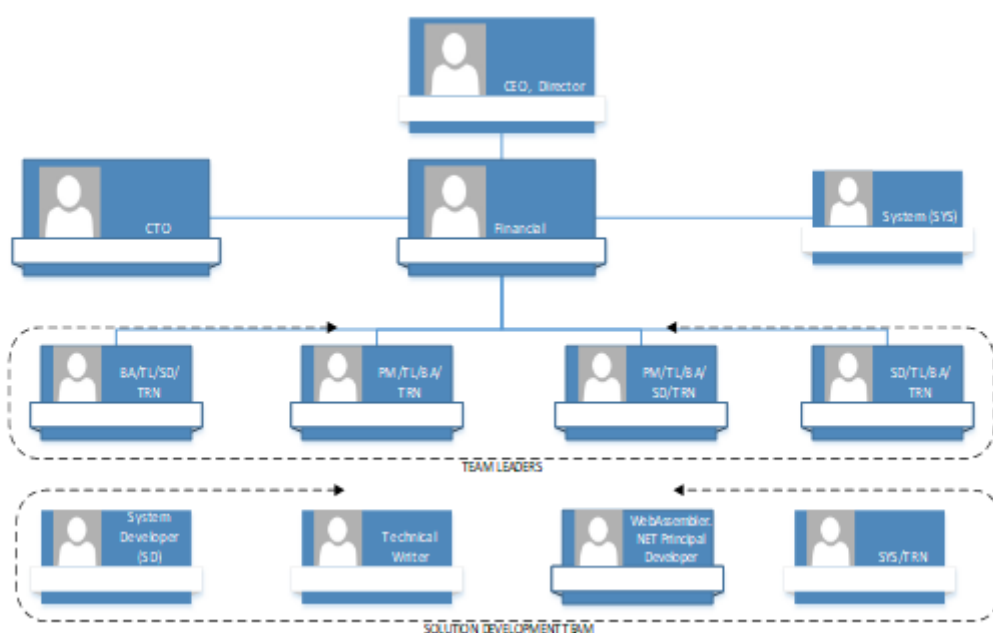 CEO, Director
CTO
Financial
System (SYS)
BA/TL/SD/
TRN
PM/TL/BA/
TRN
PM/TL/BA/
SD/TRN
SD/TL/BA/
TRN
TEAM LEADERS
System
Developer
(SD)
Technical
Writer
WebAssembler.
NET Principal
Developer
SYS/TRN
SOLUTION DEVELOPMENT TEAM